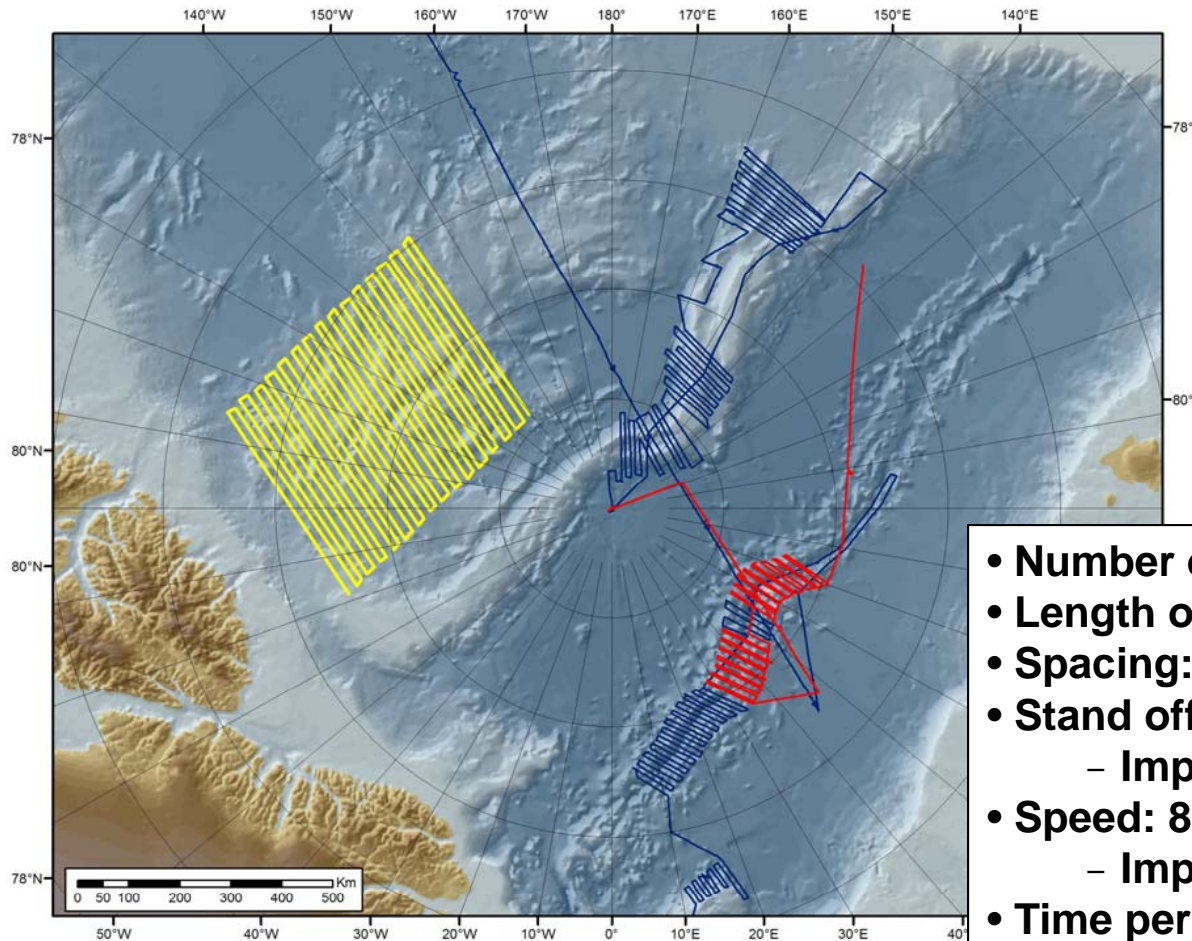 140°W 150°W 160°W 170°W 180° 170°E 160°E 150°E 140°E
78°N 78°
80°N 80°
80°N
78°N
• Number
• Length
• Spacing:
• Stand off
– Imp
• Speed: 8
– Imp
• Time per
Km
0 50 100 200 300 400 500
50°W 40°W 30°W 20°W 10°W 0° 10°E 20°E 30°E